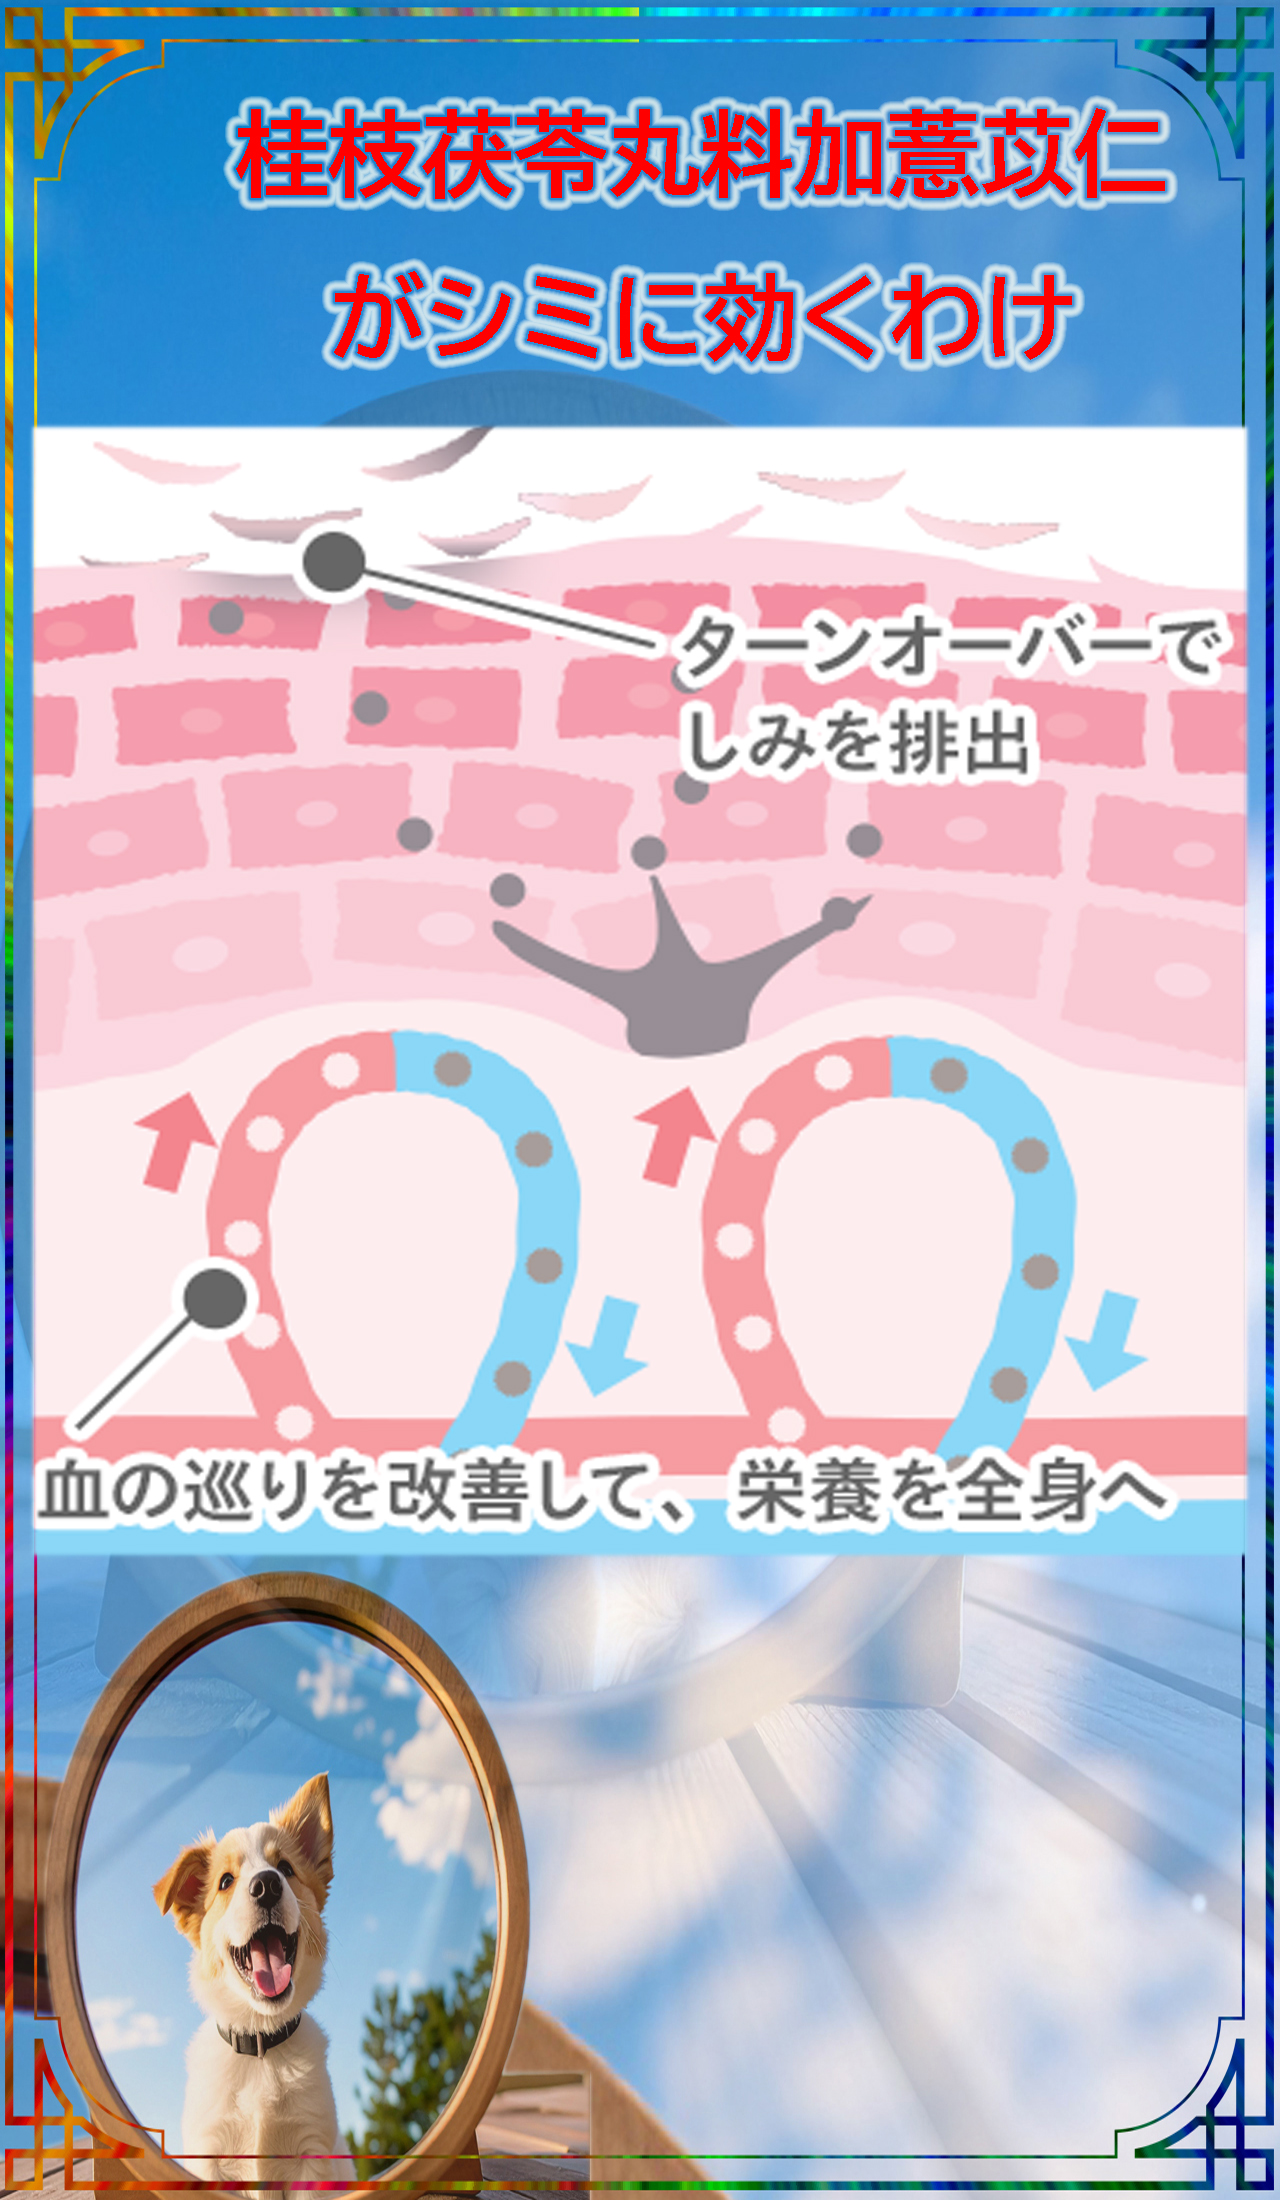 桂枝茯苓丸料加薏苡仁
がシミに効くわけ
ターンオーバーで
しみを排出
血の巡りを改善して、栄養を全身へ